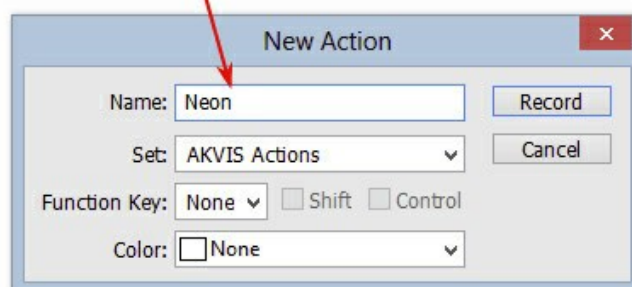 New Action
Name: Neon Record
Set: AKVIS Actions Cancel
Function Key: None Shift Control
Color: None